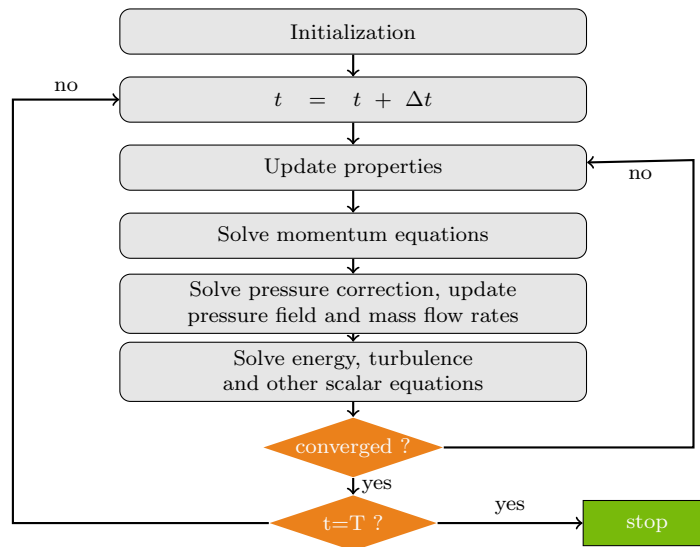 Initialization
no
t = t + Δt
Update properties
no
Solve momentum equations
Solve pressure correction, update
pressure field and mass flow rates
Solve energy, turbulence
and other scalar equations
converged ?
yes
t=T ?
yes
stop